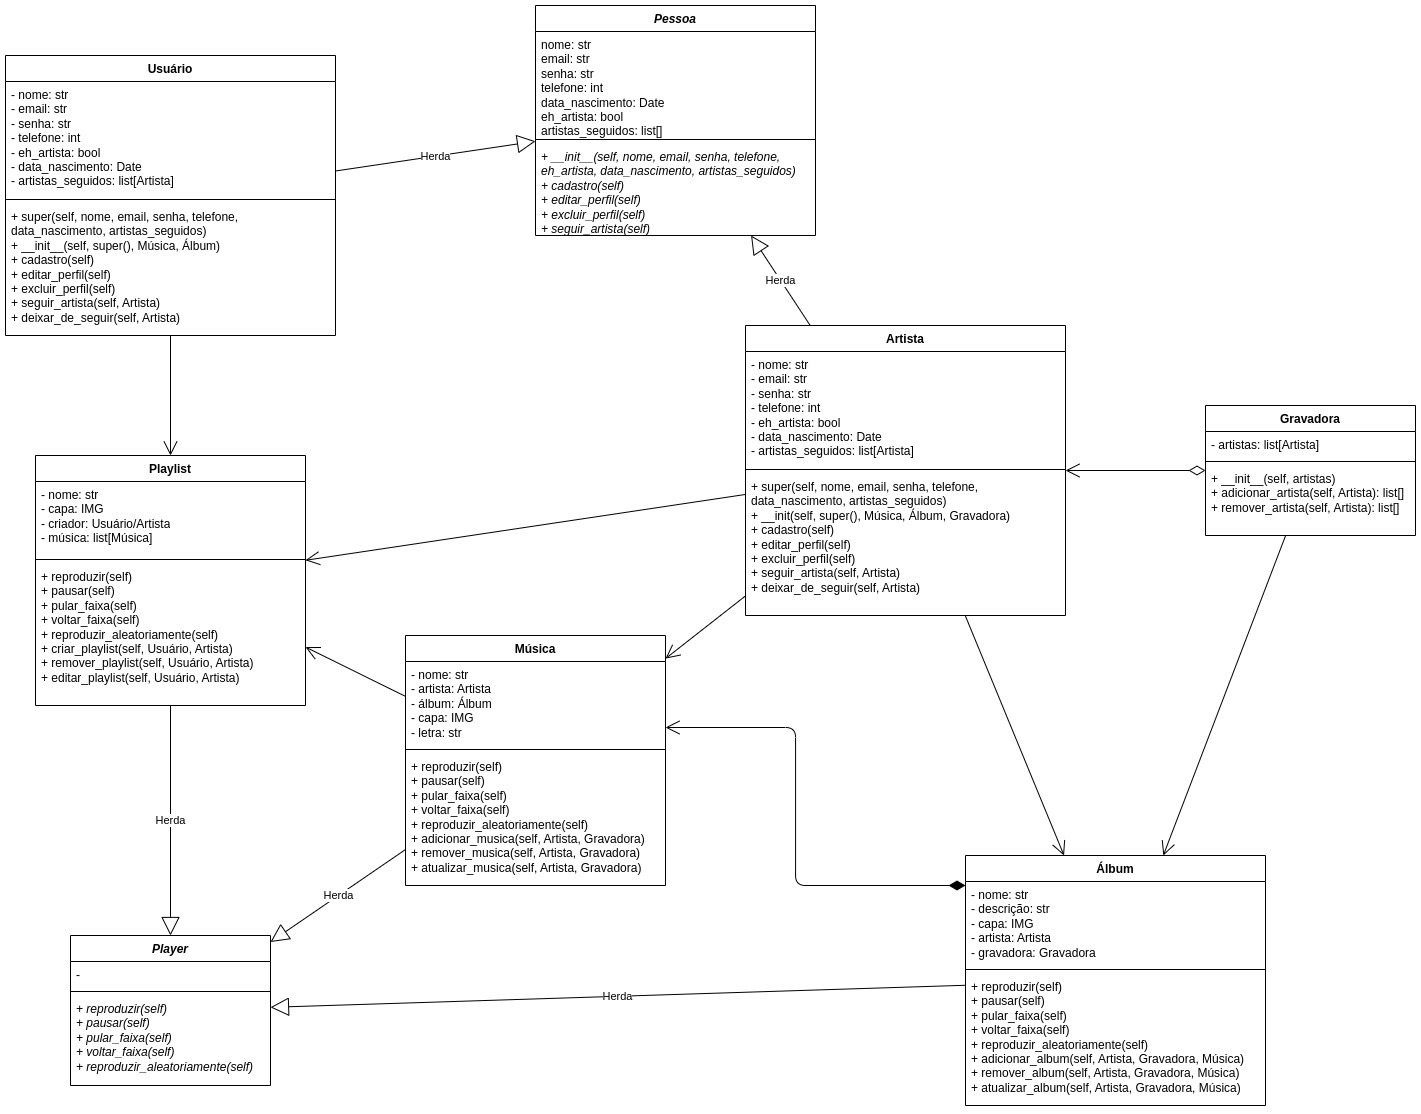 Pessoa
nome: str
email: str
senha: str
telefone: int
data_nascimento: Date
eh_artista: bool
artistas_seguidos: list[]
+ __init__(self, nome, email, senha, telefone,
eh_artista, data_nascimento, artistas_seguidos)
+ cadastro(self)
+ editar_perfil(self)
+ excluir_perfil(self)
+ seguir_artista(self)
Usuário
- nome: str
- email: str
- senha: str
- telefone: int
- eh_artista: bool
- data_nascimento: Date
- artistas_seguidos: list[Artista]
+ super(self, nome, email, senha, telefone,
data_nascimento, artistas_seguidos)
+ __init__(self, super(), Música, Álbum)
+ cadastro(self)
+ editar_perfil(self)
+ excluir_perfil(self)
+ seguir_artista(self, Artista)
+ deixar_de_seguir(self, Artista)
Herda
Herda
Artista
- nome: str
- email: str
- senha: str
- telefone: int
- eh_artista: bool
- data_nascimento: Date
- artistas_seguidos: list[Artista]
+ super(self, nome, email, senha, telefone,
data_nascimento, artistas_seguidos)
+ __init(self, super(), Música, Álbum, Gravadora)
+ cadastro(self)
+ editar_perfil(self)
+ excluir_perfil(self)
+ seguir_artista(self, Artista)
+ deixar_de_seguir(self, Artista)
Gravadora
- artistas: list[Artista]
+ __init__(self, artistas)
+ adicionar_artista(self, Artista): list[]
+ remover_artista(self, Artista): list[]
Playlist
- nome: str
- capa: IMG
- criador: Usuário/Artista
- música: list[Música]
+ reproduzir(self)
+ pausar(self)
+ pular_faixa(self)
+ voltar_faixa(self)
+ reproduzir_aleatoriamente(self)
+ criar_playlist(self, Usuário, Artista)
+ remover_playlist(self, Usuário, Artista)
+ editar_playlist(self, Usuário, Artista)
Música
- nome: str
- artista: Artista
- álbum: Álbum
- capa: IMG
- letra: str
+ reproduzir(self)
+ pausar(self)
+ pular_faixa(self)
+ voltar_faixa(self)
+ reproduzir_aleatoriamente(self)
+ adicionar_musica(self, Artista, Gravadora)
+ remover_musica(self, Artista, Gravadora)
+ atualizar_musica(self, Artista, Gravadora)
Herda
Herda
Álbum
- nome: str
- descrição: str
- capa: IMG
- artista: Artista
- gravadora: Gravadora
+ reproduzir(self)
+ pausar(self)
+ pular_faixa(self)
+ voltar_faixa(self)
+ reproduzir_aleatoriamente(self)
+ adicionar_album(self, Artista, Gravadora, Música)
+ remover_album(self, Artista, Gravadora, Música)
+ atualizar_album(self, Artista, Gravadora, Música)
Player
-
+ reproduzir(self)
+ pausar(self)
+ pular_faixa(self)
+ voltar_faixa(self)
+ reproduzir_aleatoriamente(self)
Herda